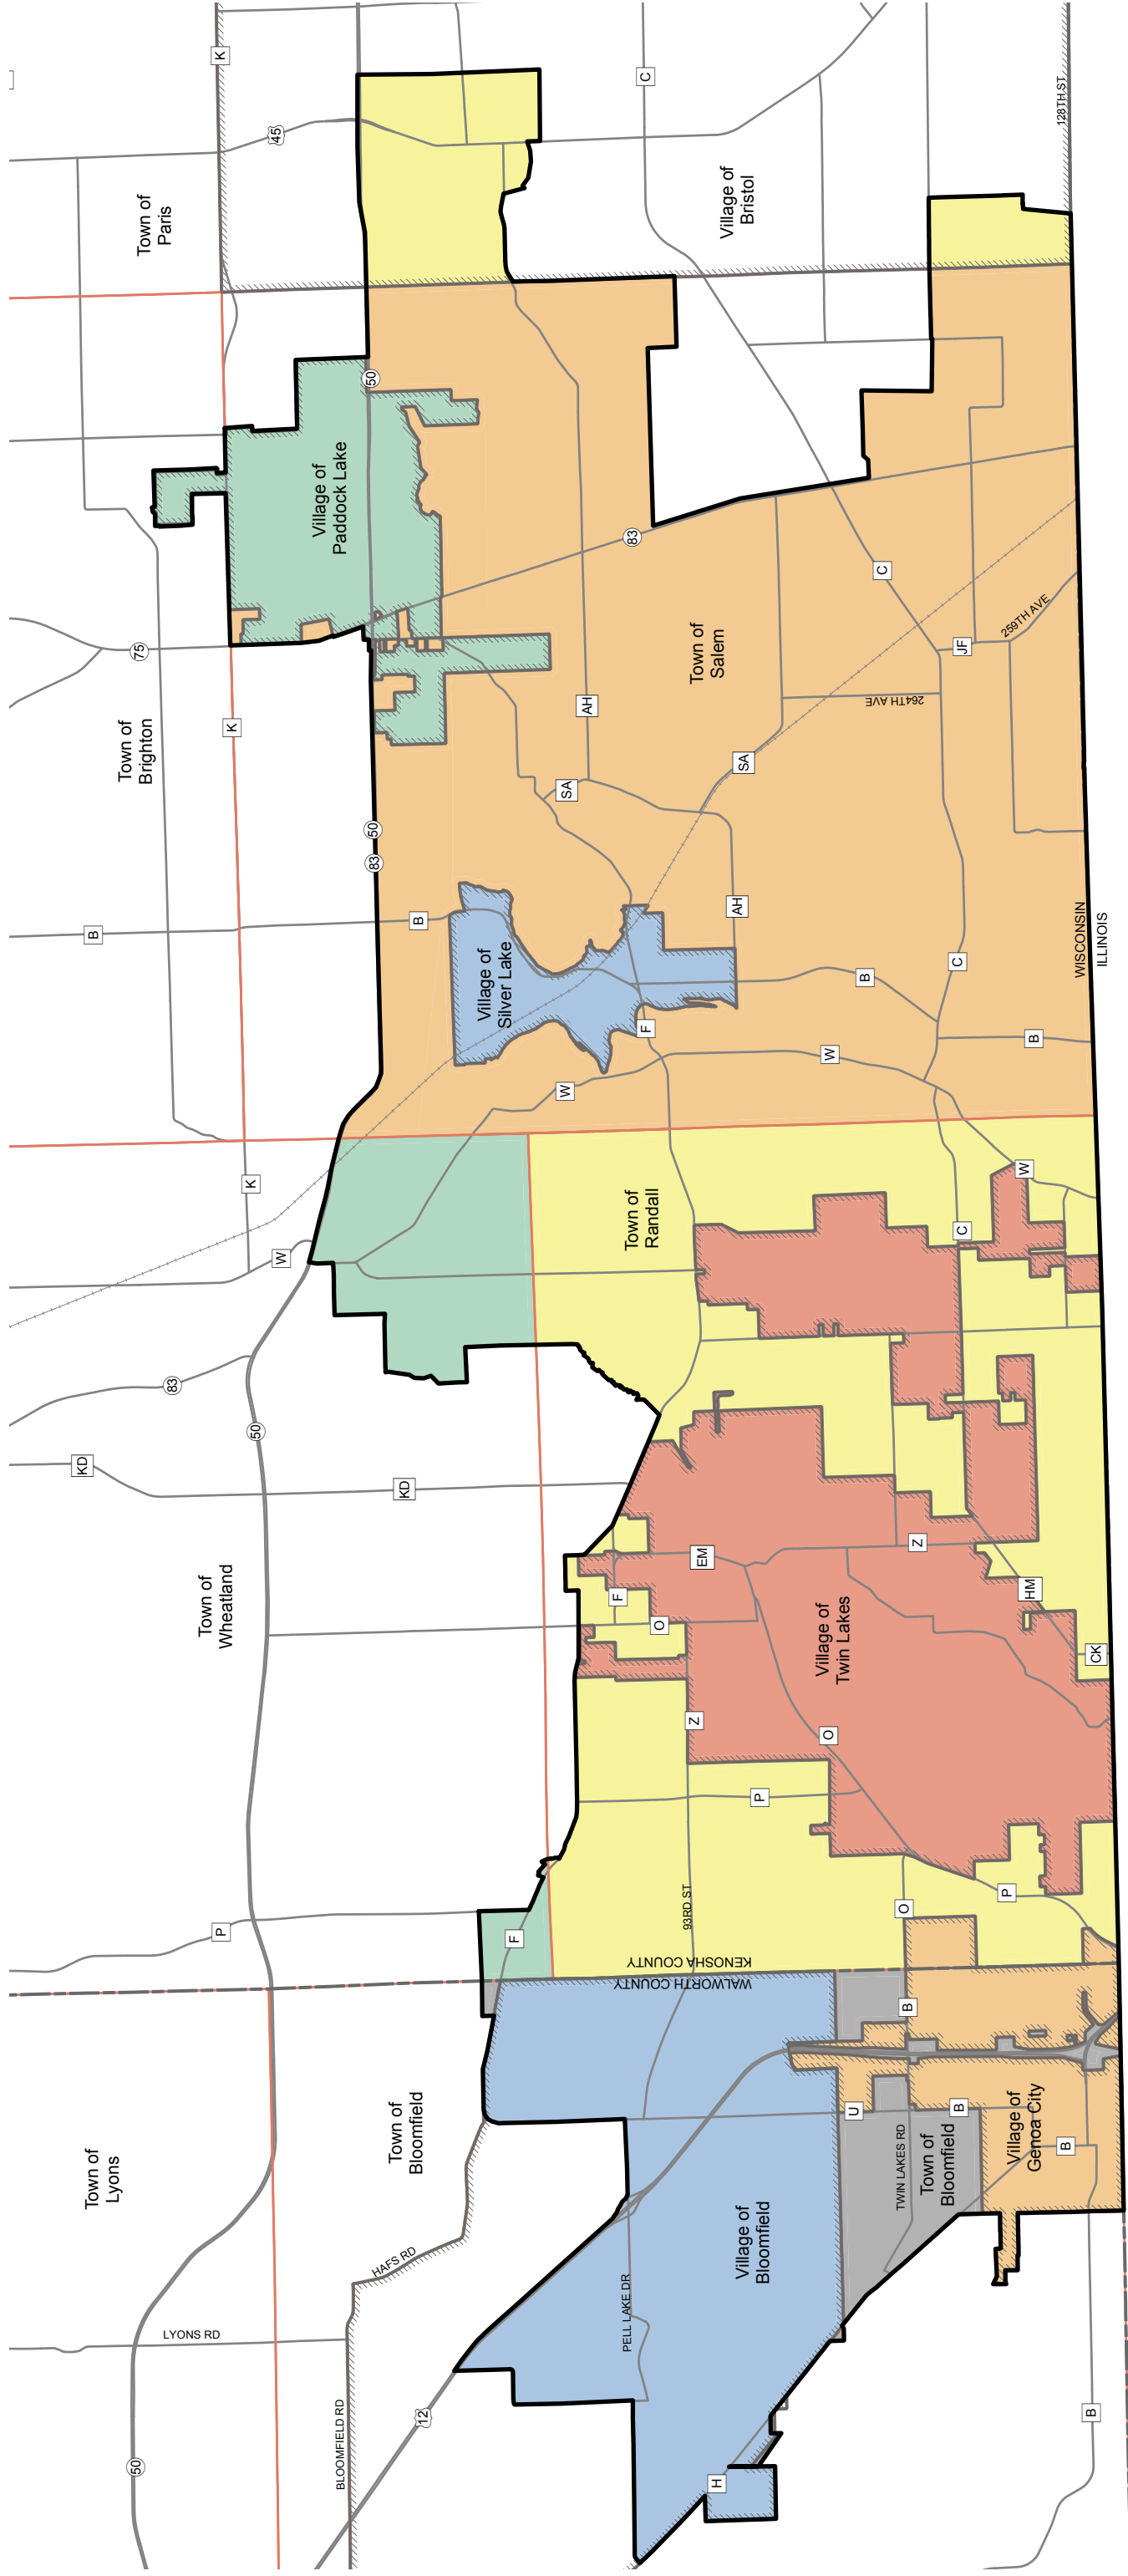 K
45
C
128TH ST.
Town of
Paris
Village of
Bristol
50
Village of
Paddock Lake
83
75
K
Town of
Brighton
C
JF
259TH AVE
Town of
Salem
264TH AVE
AH
SA
SA
50
83
B
B
AH
Village of
Silver Lake
F
W
W
B
C
B
WISCONSIN
ILLINOIS
K
W
Town of
Randall
C
W
83
50
KD
KD
Town of
Wheatland
EM
F
O
Z
HM
CK
Village of
Twin Lakes
Z
O
P
P
F
93RD ST
O
P
KENOSHA COUNTY
WALWORTH COUNTY
B
U
B
B
TWIN LAKES RD
Town of
Bloomfield
Village of
Genoa City
Town of
Lyons
Town of
Bloomfield
HAFS RD
LYONS RD
BLOOMFIELD RD
PELL LAKE DR
Village of
Bloomfield
12
50
H
B